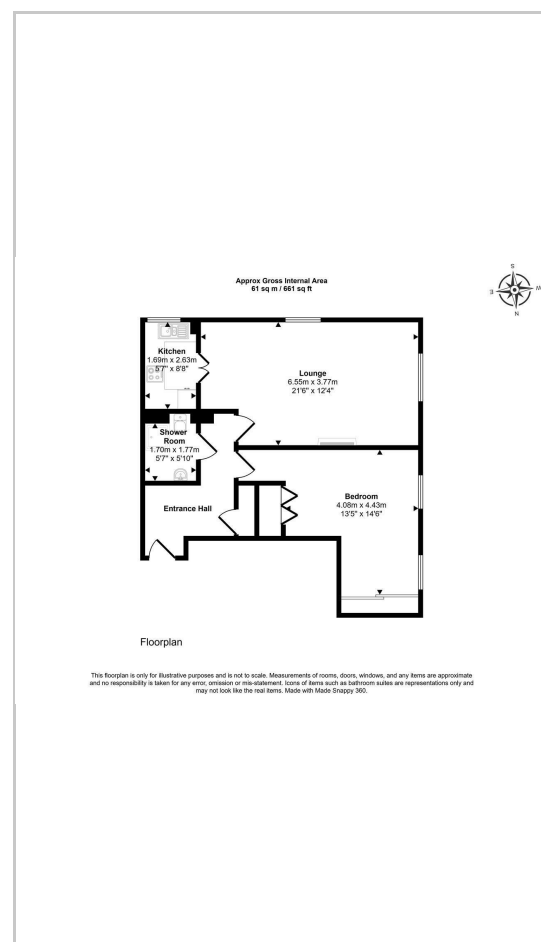 Approx Gross Internal Area
61 sq m / 661 sq ft
S
E
W
N
Kitchen
1.69m x 2.63m
5'7" x 8'8"
Lounge
6.55m x 3.77m
21'6" x 12'4"
Shower
Room
1.70m x 1.77m
5'7" x 5'10"
Bedroom
4.08m x 4.43m
13'5" x 14'6"
Entrance Hall
Floorplan
This floorplan is only for illustrative purposes and is not to scale. Measurements of rooms, doors, windows, and any items are approximate
and no responsibility is taken for any error, omission or mis-statement. Icons of items such as bathroom suites are representations only and
may not look like the real items. Made with Made Snappy 360.